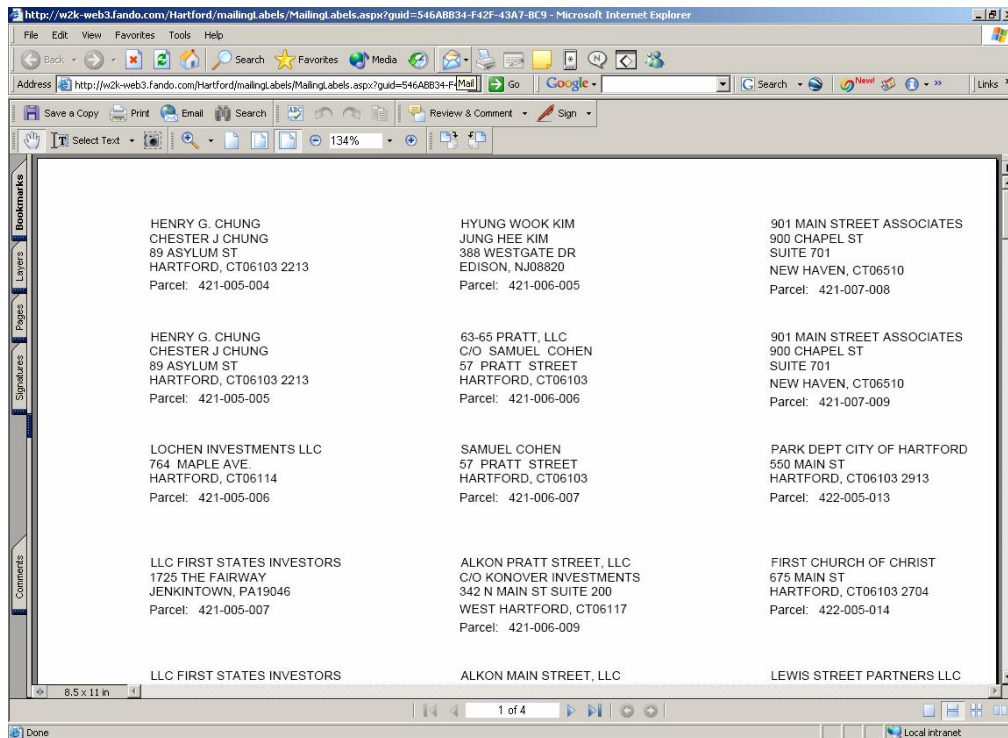 http://w2k-web3.fando.com/Hartford/mailingLabels/MailingLabels.aspx?guid=546ABB34-F42F-43A7-BC9 - Microsoft Internet Explorer
File Edit View Favorites Tools Help
Back Search Favorites Media
Address http://w2k-web3.fando.com/Hartford/mailingLabels/MailingLabels.aspx?guid=546ABB34-F4 Mail Go Google Search New! Links
Save a Copy Print Email Search Review & Comment Sign
Select Text 134%
Bookmarks
Layers
Pages
Signatures
Comments
HENRY G. CHUNG
CHESTER J CHUNG
89 ASYLUM ST
HARTFORD, CT06103 2213
Parcel: 421-005-004
HYUNG WOOK KIM
JUNG HEE KIM
388 WESTGATE DR
EDISON, NJ08820
Parcel: 421-006-005
901 MAIN STREET ASSOCIATES
900 CHAPEL ST
SUITE 701
NEW HAVEN, CT06510
Parcel: 421-007-008
HENRY G. CHUNG
CHESTER J CHUNG
89 ASYLUM ST
HARTFORD, CT06103 2213
Parcel: 421-005-005
63-65 PRATT, LLC
C/O SAMUEL COHEN
57 PRATT STREET
HARTFORD, CT06103
Parcel: 421-006-006
901 MAIN STREET ASSOCIATES
900 CHAPEL ST
SUITE 701
NEW HAVEN, CT06510
Parcel: 421-007-009
LOCHEN INVESTMENTS LLC
764 MAPLE AVE.
HARTFORD, CT06114
Parcel: 421-005-006
SAMUEL COHEN
57 PRATT STREET
HARTFORD, CT06103
Parcel: 421-006-007
PARK DEPT CITY OF HARTFORD
550 MAIN ST
HARTFORD, CT06103 2913
Parcel: 422-005-013
LLC FIRST STATES INVESTORS
1725 THE FAIRWAY
JENKINTOWN, PA19046
Parcel: 421-005-007
ALKON PRATT STREET, LLC
C/O KONOVER INVESTMENTS
342 N MAIN ST SUITE 200
WEST HARTFORD, CT06117
Parcel: 421-006-009
FIRST CHURCH OF CHRIST
675 MAIN ST
HARTFORD, CT06103 2704
Parcel: 422-005-014
LLC FIRST STATES INVESTORS
ALKON MAIN STREET, LLC
LEWIS STREET PARTNERS LLC
8.5 x 11 in
1 of 4
Done
Local intranet